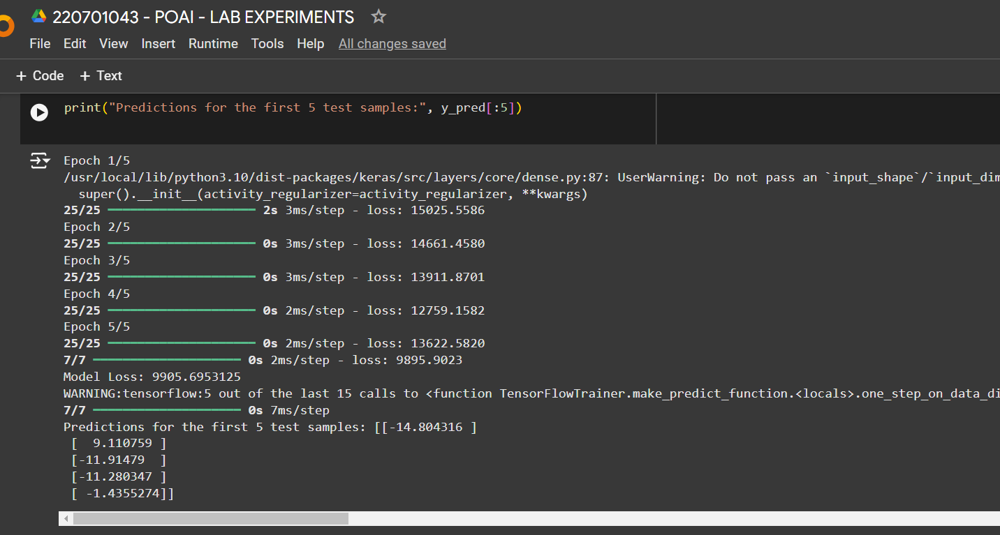 220701043 - POAI - LAB EXPERIMENTS
File Edit View Insert Runtime Tools Help All changes saved
+ Code + Text
print("Predictions for the first 5 test samples:", y_pred[:5])
Epoch 1/5
/usr/local/lib/python3.10/dist-packages/keras/src/layers/core/dense.py:87: UserWarning: Do not pass an `input_shape`/`input_dim
super().__init__(activity_regularizer=activity_regularizer, **kwargs)
25/25 ━━━━━━━━━━━━━━━━━━━━ 2s 3ms/step - loss: 15025.5586
Epoch 2/5
25/25 ━━━━━━━━━━━━━━━━━━━━ 0s 3ms/step - loss: 14661.4580
Epoch 3/5
25/25 ━━━━━━━━━━━━━━━━━━━━ 0s 3ms/step - loss: 13911.8701
Epoch 4/5
25/25 ━━━━━━━━━━━━━━━━━━━━ 0s 2ms/step - loss: 12759.1582
Epoch 5/5
25/25 ━━━━━━━━━━━━━━━━━━━━ 0s 2ms/step - loss: 13622.5820
7/7 ━━━━━━━━━━━━━━━━━━━━ 0s 2ms/step - loss: 9895.9023
Model Loss: 9905.6953125
WARNING:tensorflow:5 out of the last 15 calls to <function TensorFlowTrainer.make_predict_function.<locals>.one_step_on_data_di
7/7 ━━━━━━━━━━━━━━━━━━━━ 0s 7ms/step
Predictions for the first 5 test samples: [[-14.804316 ]
[ 9.110759 ]
[-11.91479 ]
[-11.280347 ]
[ -1.4355274]]